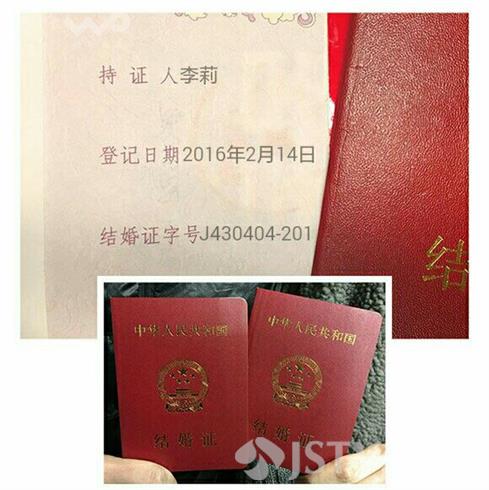 持 证 人李莉
登记日期2016年2月14日
结婚证字号J430404-201
结
中华人民共和国
结婚证
中华人民共和国
结婚证
JSTV